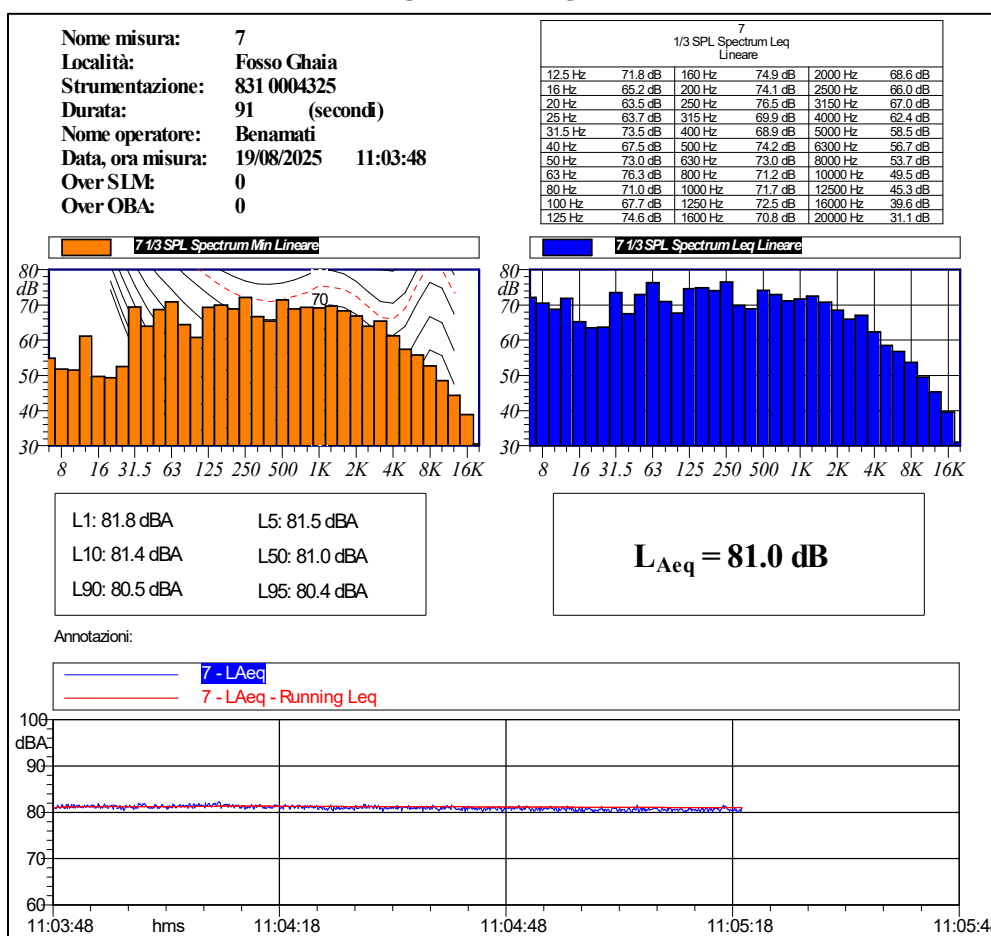 Nome misura: 7
Località: Fosso Ghaia
Strumentazione: 831 0004325
Durata: 91 (secondi)
Nome operatore: Benamati
Data, ora misura: 19/08/2025 11:03:48
Over SLM: 0
Over OBA: 0
7
1/3 SPL Spectrum Leq
Lineare
12.5 Hz 71.8 dB 160 Hz 74.9 dB 2000 Hz 68.6 dB
16 Hz 65.2 dB 200 Hz 74.1 dB 2500 Hz 66.0 dB
20 Hz 63.5 dB 250 Hz 76.5 dB 3150 Hz 67.0 dB
25 Hz 63.7 dB 315 Hz 69.9 dB 4000 Hz 62.4 dB
31.5 Hz 73.5 dB 400 Hz 68.9 dB 5000 Hz 58.5 dB
40 Hz 67.5 dB 500 Hz 74.2 dB 6300 Hz 56.7 dB
50 Hz 73.0 dB 630 Hz 73.0 dB 8000 Hz 53.7 dB
63 Hz 76.3 dB 800 Hz 71.2 dB 10000 Hz 49.5 dB
80 Hz 71.0 dB 1000 Hz 71.7 dB 12500 Hz 45.3 dB
100 Hz 67.7 dB 1250 Hz 72.5 dB 16000 Hz 39.6 dB
125 Hz 74.6 dB 1600 Hz 70.8 dB 20000 Hz 31.1 dB
7 1/3 SPL Spectrum Min Lineare
80
dB
70
60
50
40
30
70
8 16 31.5 63 125 250 500 1K 2K 4K 8K 16K
7 1/3 SPL Spectrum Leq Lineare
80
dB
70
60
50
40
30
8 16 31.5 63 125 250 500 1K 2K 4K 8K 16K
L1: 81.8 dBA L5: 81.5 dBA
L10: 81.4 dBA L50: 81.0 dBA
L90: 80.5 dBA L95: 80.4 dBA
LAeq = 81.0 dB
Annotazioni:
7 - LAeq
7 - LAeq - Running Leq
100
dBA
90
80
70
60
11:03:48 hms 11:04:18 11:04:48 11:05:18 11:05:48